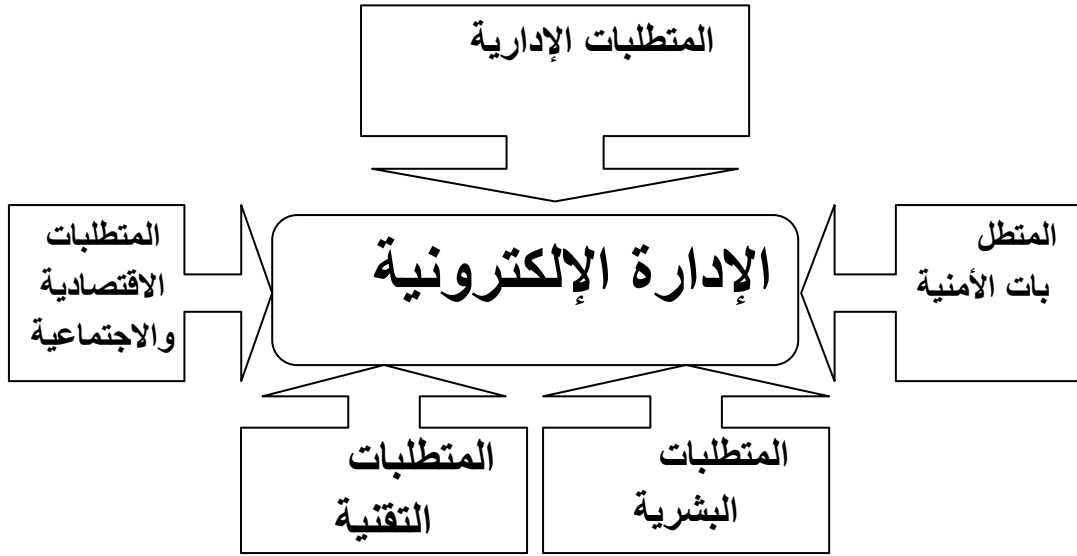 المتطلبات الإدارية
المتطل
بات الأمنية
الإدارة الإلكترونية
المتطلبات
الاقتصادية
والاجتماعية
المتطلبات
البشرية
المتطلبات
التقنية